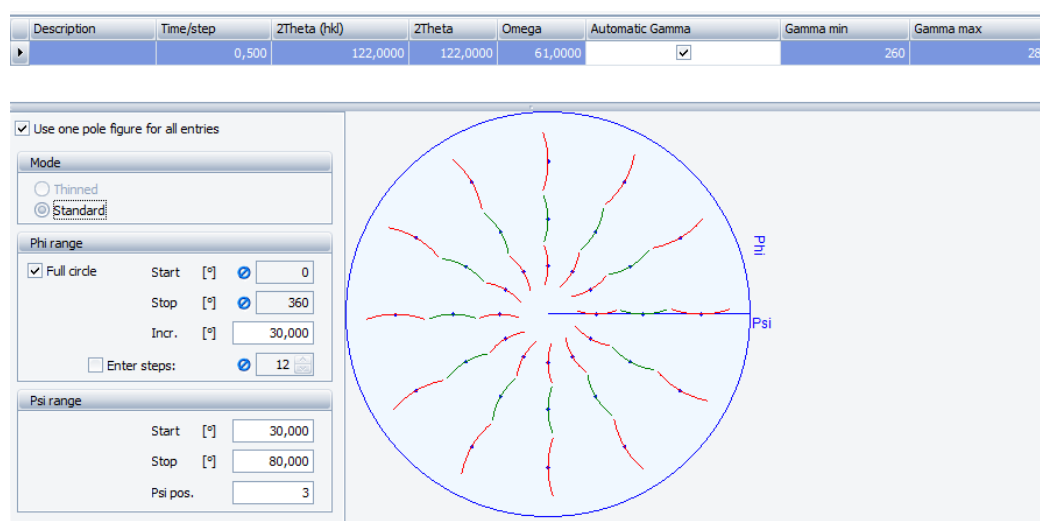 Description Time/step 2Theta (hkl) 2Theta Omega Automatic Gamma Gamma min Gamma max
0,500 122,0000 122,0000 61,0000 260 28
Use one pole figure for all entries
Mode
Thinned
Standard
Phi range
Full circle Start [°] 0
Stop [°] 360
Incr. [°] 30,000
Enter steps: 12
Psi range
Start [°] 30,000
Stop [°] 80,000
Psi pos. 3
Phi
Psi